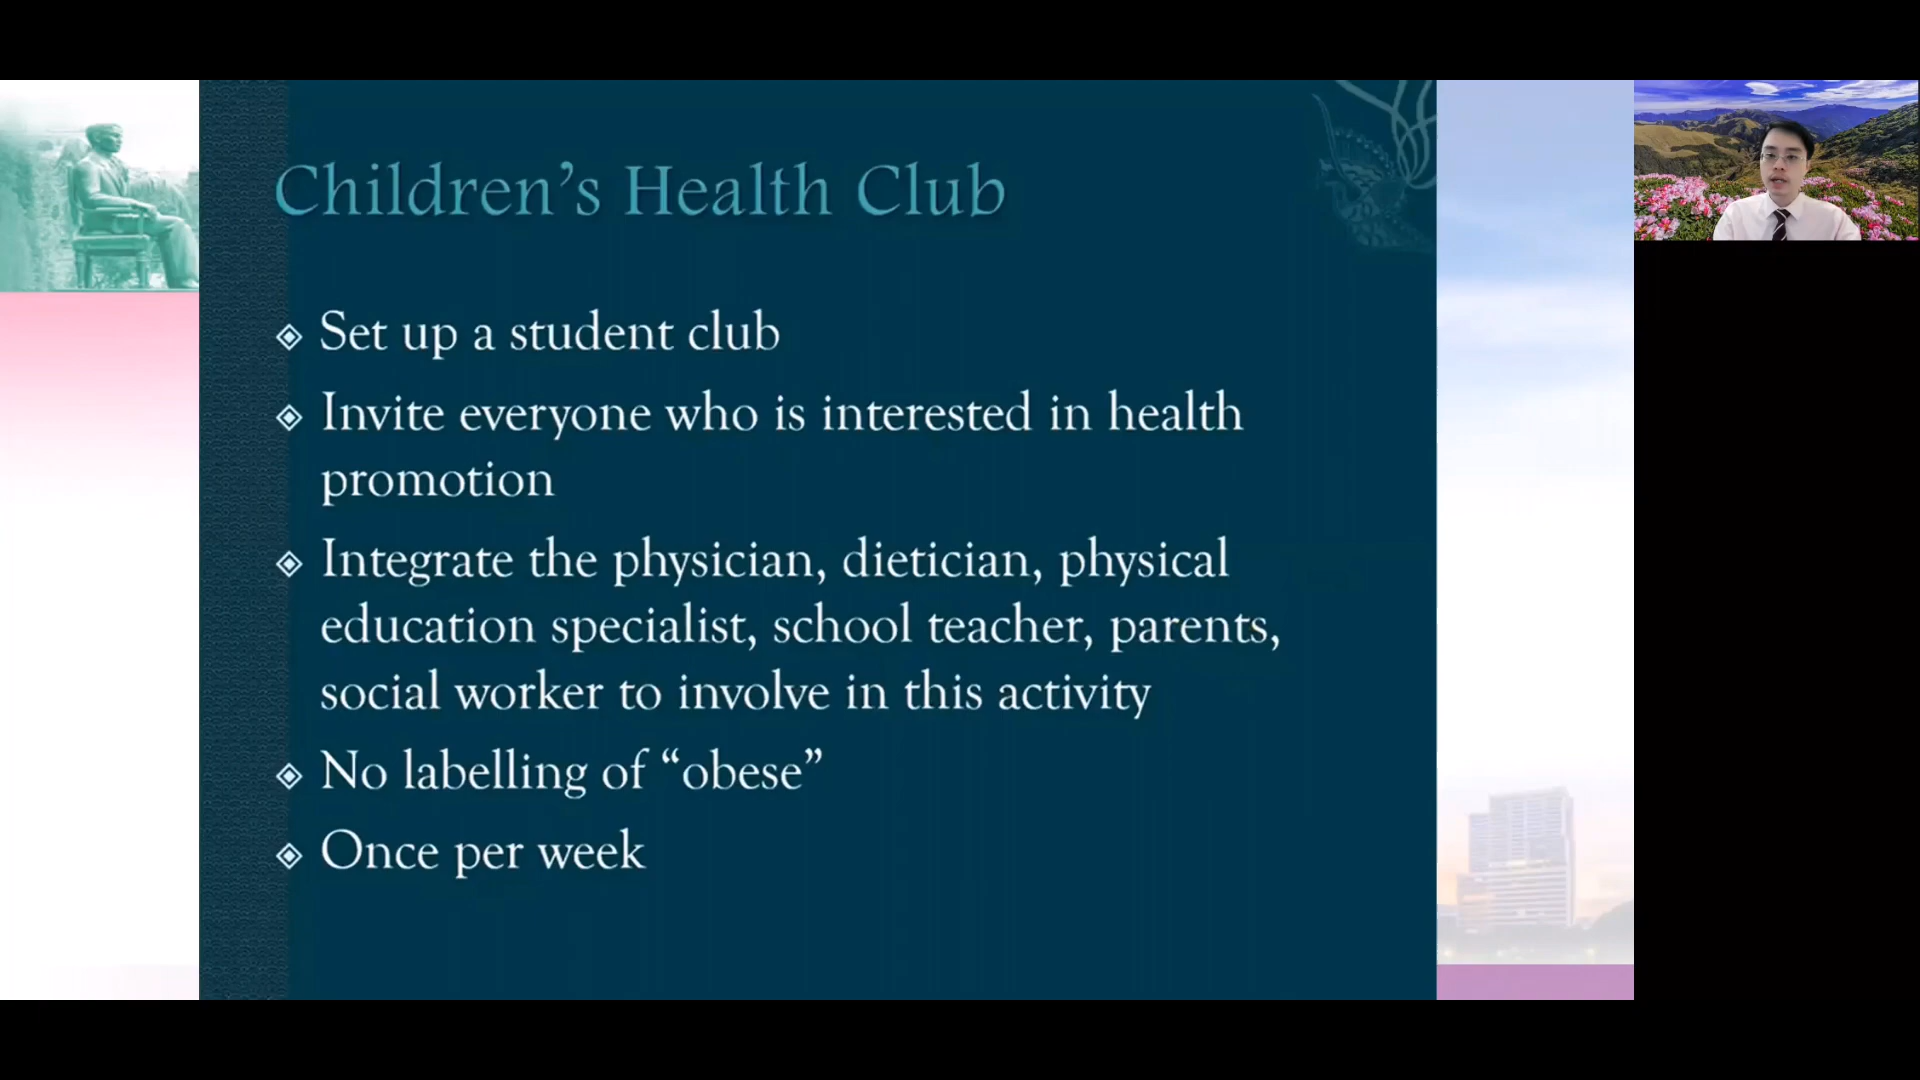 Children’s Health Club
Set up a student club
Invite everyone who is interested in health
promotion
Integrate the physician, dietician, physical
education specialist, school teacher, parents,
social worker to involve in this activity
No labelling of “obese”
Once per week